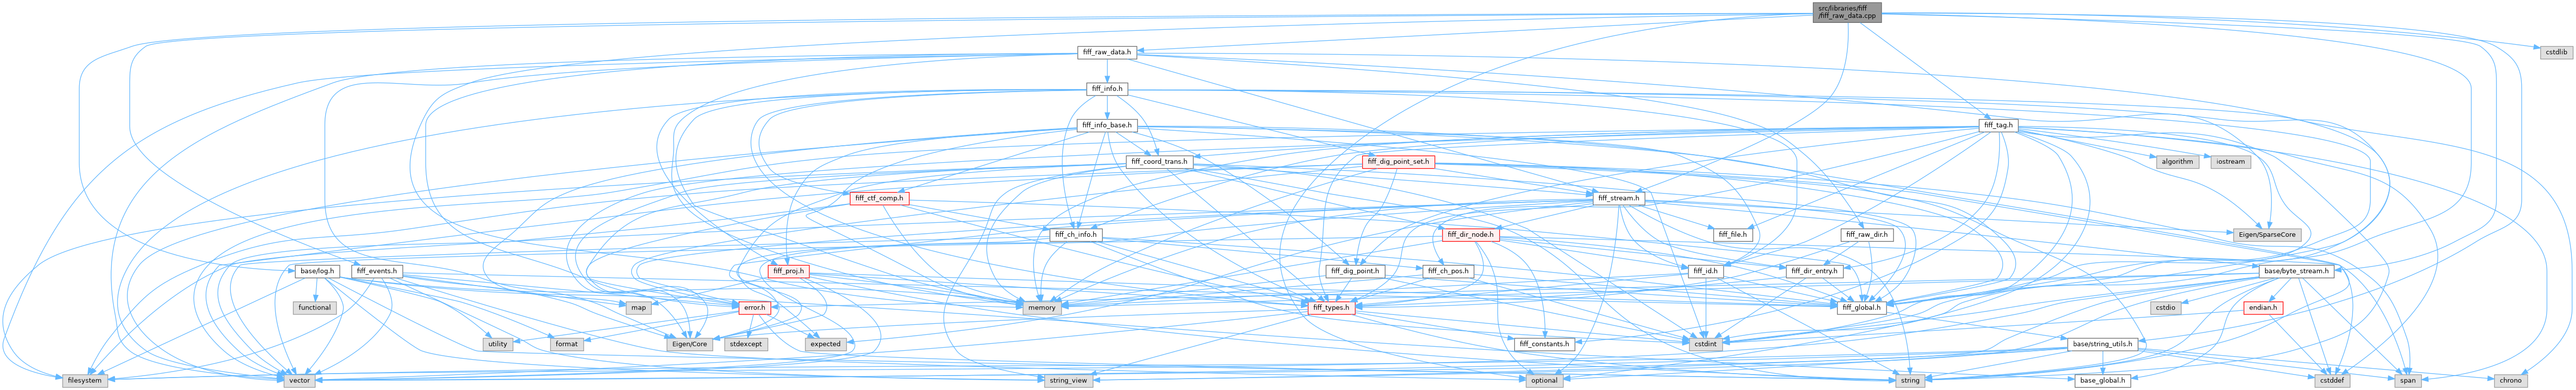 src/libraries/fiff
/fiff_raw_data.cpp
fiff_raw_data.h
cstdlib
fiff_info.h
fiff_info_base.h
fiff_tag.h
fiff_coord_trans.h
fiff_dig_point_set.h
algorithm
iostream
fiff_ctf_comp.h
fiff_stream.h
fiff_ch_info.h
fiff_dir_node.h
fiff_file.h
fiff_raw_dir.h
Eigen/SparseCore
base/log.h
fiff_events.h
fiff_proj.h
fiff_dig_point.h
fiff_ch_pos.h
fiff_id.h
fiff_dir_entry.h
base/byte_stream.h
functional
map
error.h
memory
fiff_types.h
fiff_global.h
cstdio
endian.h
utility
format
Eigen/Core
stdexcept
expected
fiff_constants.h
cstdint
base/string_utils.h
filesystem
vector
string_view
optional
string
base_global.h
cstddef
span
chrono